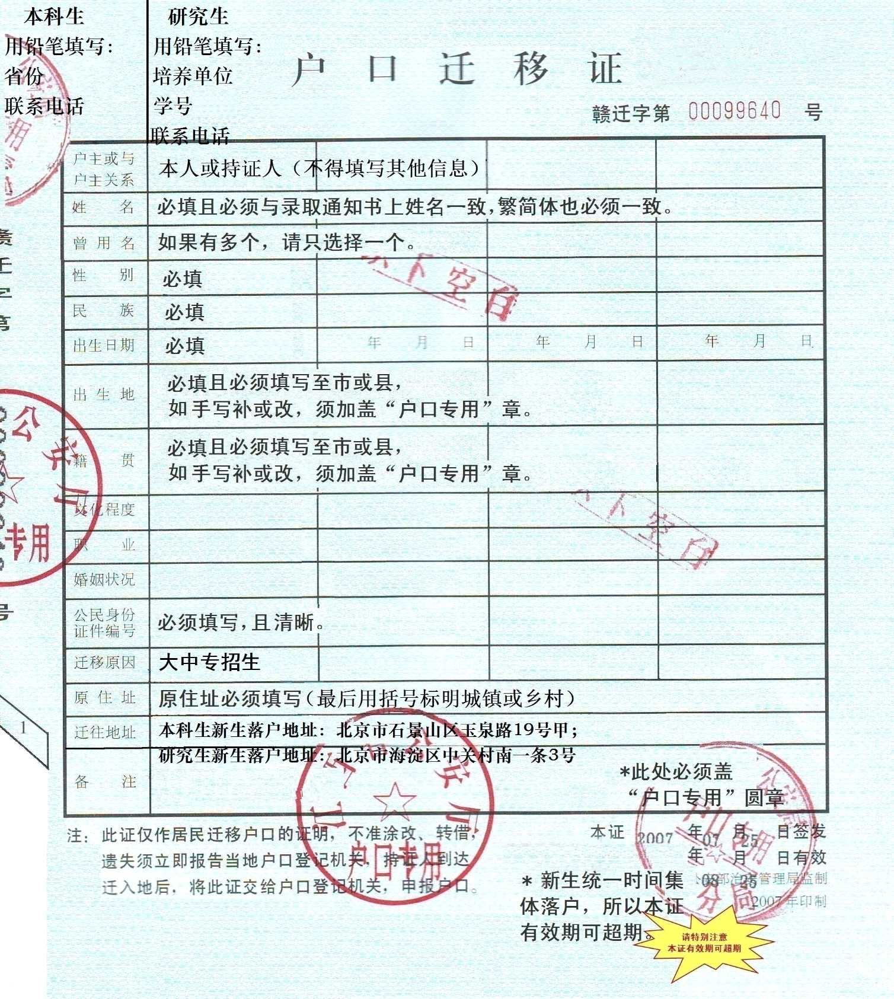 本科生
用铅笔填写:
省份
联系电话
研究生
用铅笔填写:
培养单位
学号
联系电话
户口迁移证
赣迁字第 00099640 号
户主或与
户主关系
本人或持证人（不得填写其他信息）
姓名 必填且必须与录取通知书上姓名一致,繁简体也必须一致。
曾用名 如果有多个，请只选择一个。
性别 必填
民族 必填
出生日期 必填 年 月 日 年 月 日 年 月 日
出生地
必填且必须填写至市或县，
如手写补或改，须加盖“户口专用”章。
籍贯
必填且必须填写至市或县，
如手写补或改，须加盖“户口专用”章。
文化程度
职业
婚姻状况
公民身份
证件编号
必须填写,且清晰。
迁移原因 大中专招生
原住址 原住址必须填写（最后用括号标明城镇或乡村）
迁往地址 本科生新生落户地址：北京市石景山区玉泉路19号甲；
研究生新生落户地址：北京市海淀区中关村南一条3号
备注
*此处必须盖
“户口专用”圆章
注：此证仅作居民迁移户口的证明，不准涂改、转借，
遗失须立即报告当地户口登记机关，持证人到达
迁入地后，将此证交给户口登记机关，申报户口。
本证 2007 年 07 月 25 日签发
年 月 日有效
08 25
部治安管理局监制
2007年印制
* 新生统一时间集
体落户，所以本证
有效期可超期。
请特别注意
本证有效期可超期
公安厅
户口专用
公安厅
专用
下空白
下空白
公安局
户口专用
分局
号
1